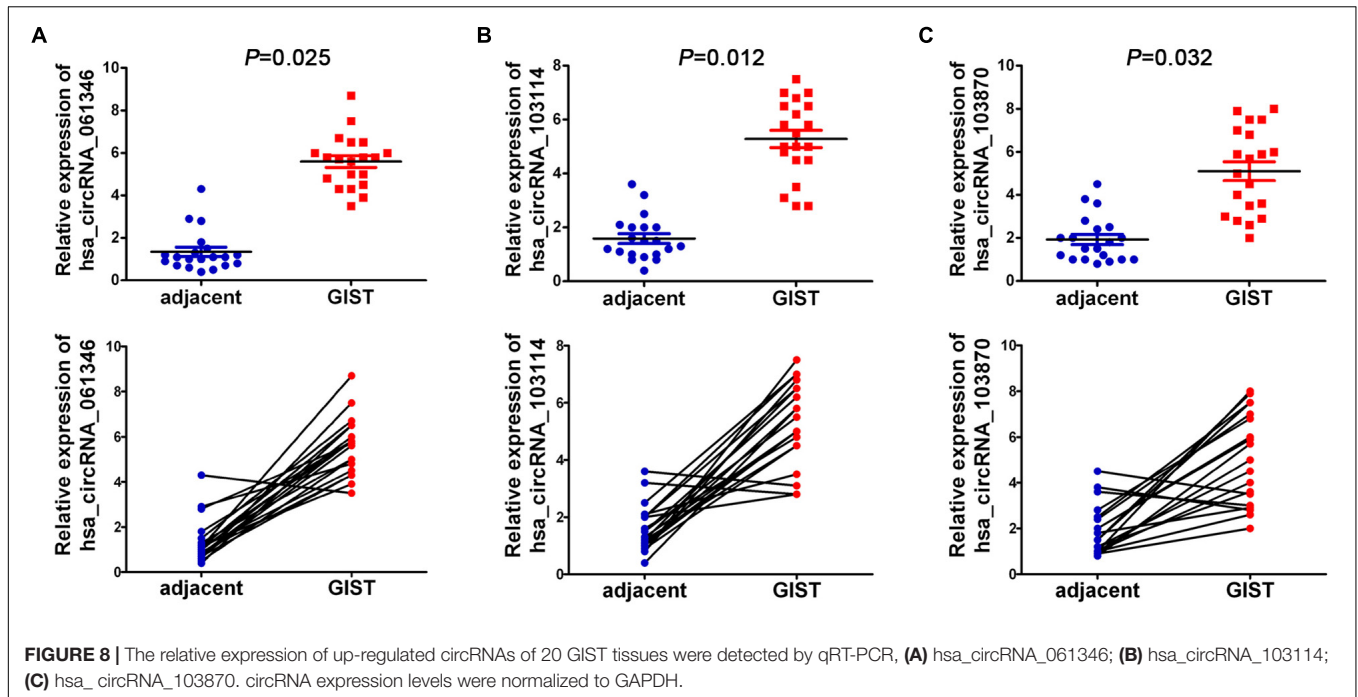 A
P=0.025
Relative expression of
hsa_circRNA_061346
10
8
6
4
2
0
adjacent GIST
B
P=0.012
Relative expression of
hsa_circRNA_103114
8
6
4
2
0
adjacent GIST
C
P=0.032
Relative expression of
hsa_circRNA_103870
10
8
6
4
2
0
adjacent GIST
Relative expression of
hsa_circRNA_061346
10
8
6
4
2
0
adjacent GIST
Relative expression of
hsa_circRNA_103114
8
6
4
2
0
adjacent GIST
Relative expression of
hsa_circRNA_103870
10
8
6
4
2
0
adjacent GIST
FIGURE 8 | The relative expression of up-regulated circRNAs of 20 GIST tissues were detected by qRT-PCR, (A) hsa_circRNA_061346; (B) hsa_circRNA_103114;
(C) hsa_ circRNA_103870. circRNA expression levels were normalized to GAPDH.